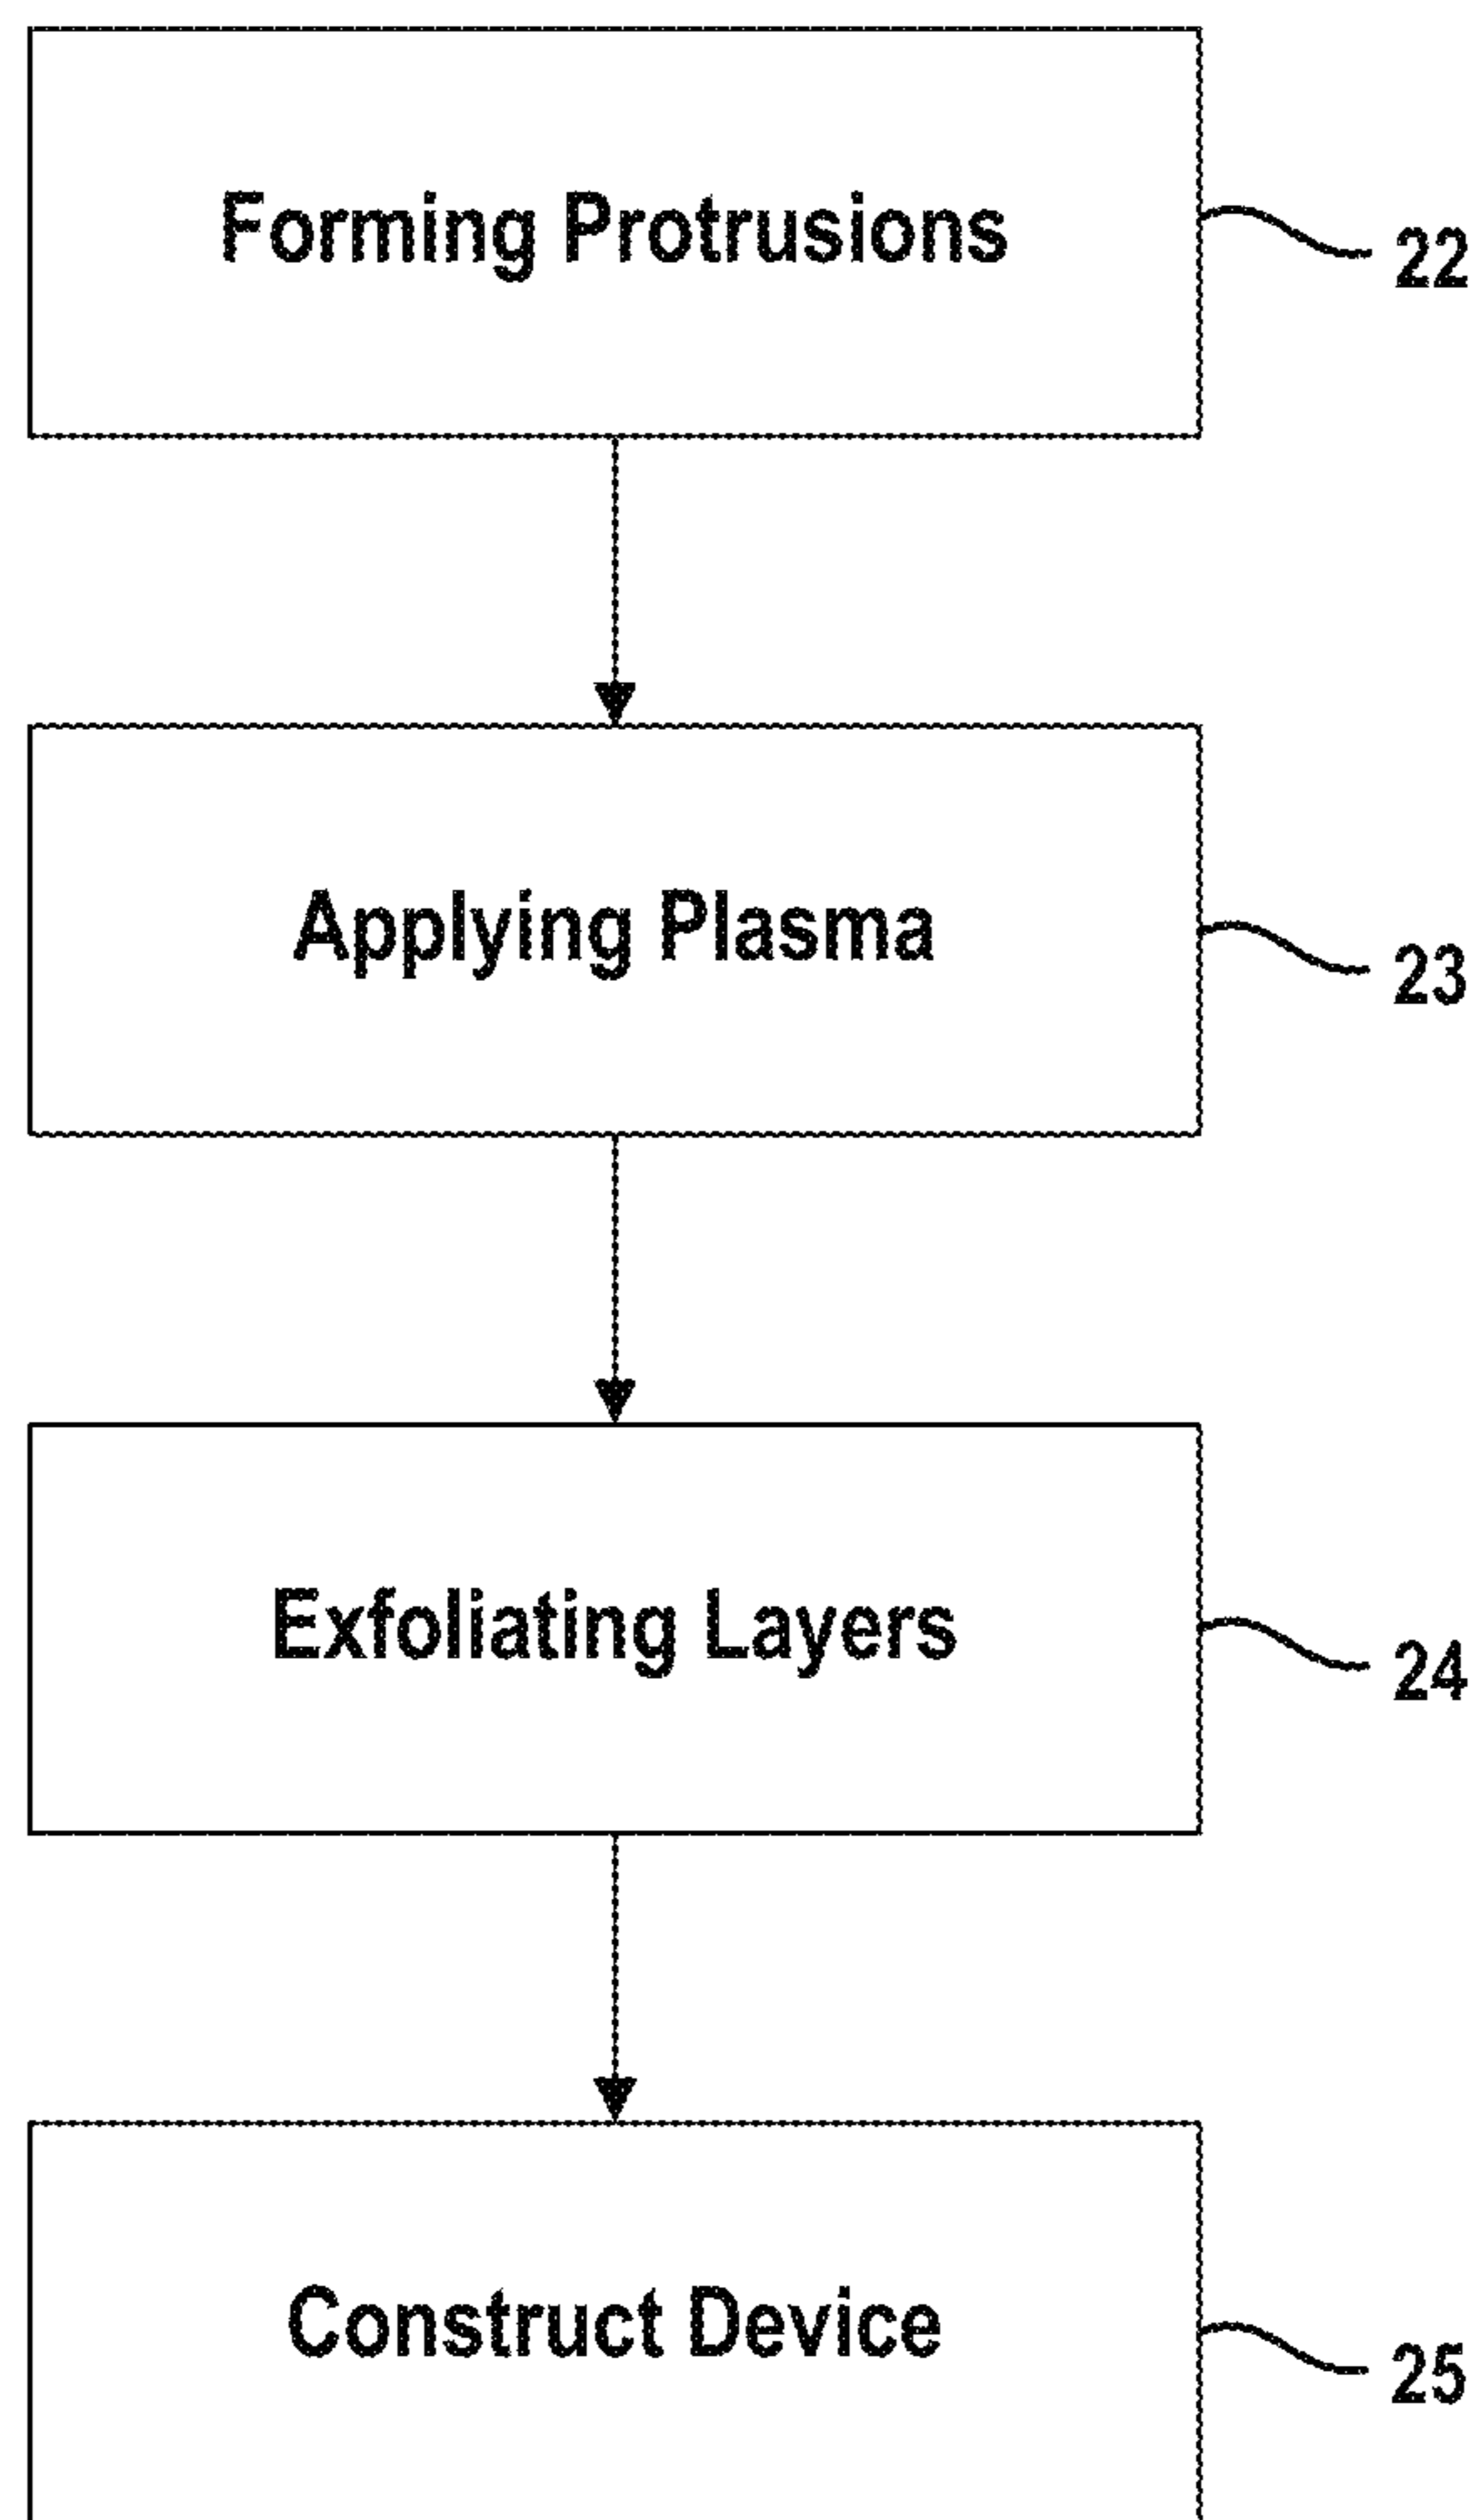 Forming Protrusions
22
Applying Plasma
23
Exfoliating Layers
24
Construct Device
25